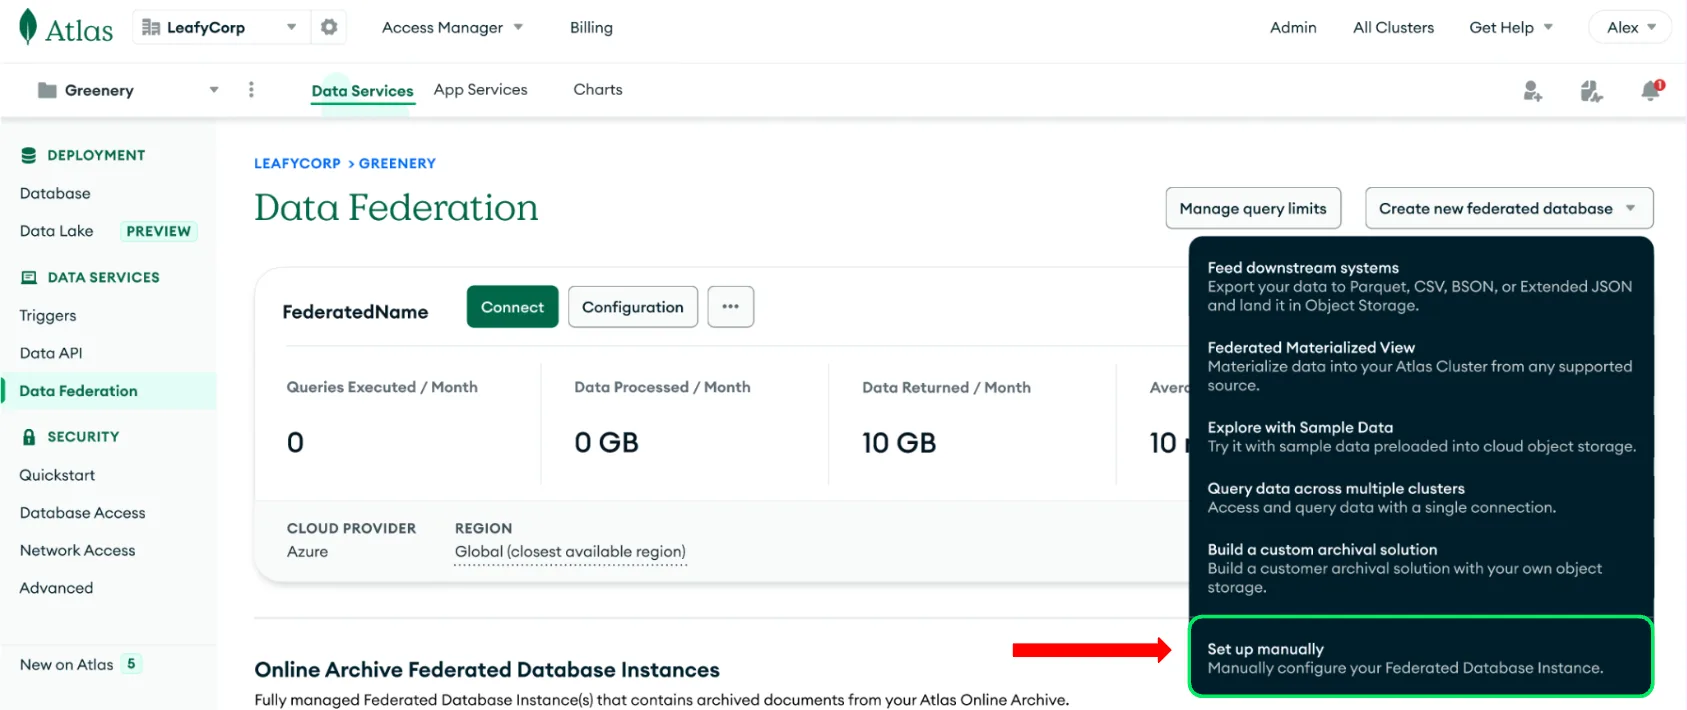 Atlas
LeafyCorp
Access Manager
Billing
Admin
All Clusters
Get Help
Alex
Greenery
Data Services
App Services
Charts
1
DEPLOYMENT
Database
Data Lake PREVIEW
DATA SERVICES
Triggers
Data API
Data Federation
SECURITY
Quickstart
Database Access
Network Access
Advanced
New on Atlas 5
LEAFYCORP > GREENERY
Data Federation
Manage query limits
Create new federated database
FederatedName
Connect
Configuration
...
Queries Executed / Month
0
Data Processed / Month
0 GB
Data Returned / Month
10 GB
10
CLOUD PROVIDER
Azure
REGION
Global (closest available region)
Feed downstream systems
Export your data to Parquet, CSV, BSON, or Extended JSON
and land it in Object Storage.
Federated Materialized View
Materialize data into your Atlas Cluster from any supported
source.
Explore with Sample Data
Try it with sample data preloaded into cloud object storage.
Query data across multiple clusters
Access and query data with a single connection.
Build a custom archival solution
Build a customer archival solution with your own object
storage.
Set up manually
Manually configure your Federated Database Instance.
Online Archive Federated Database Instances
Fully managed Federated Database Instance(s) that contains archived documents from your Atlas Online Archive.